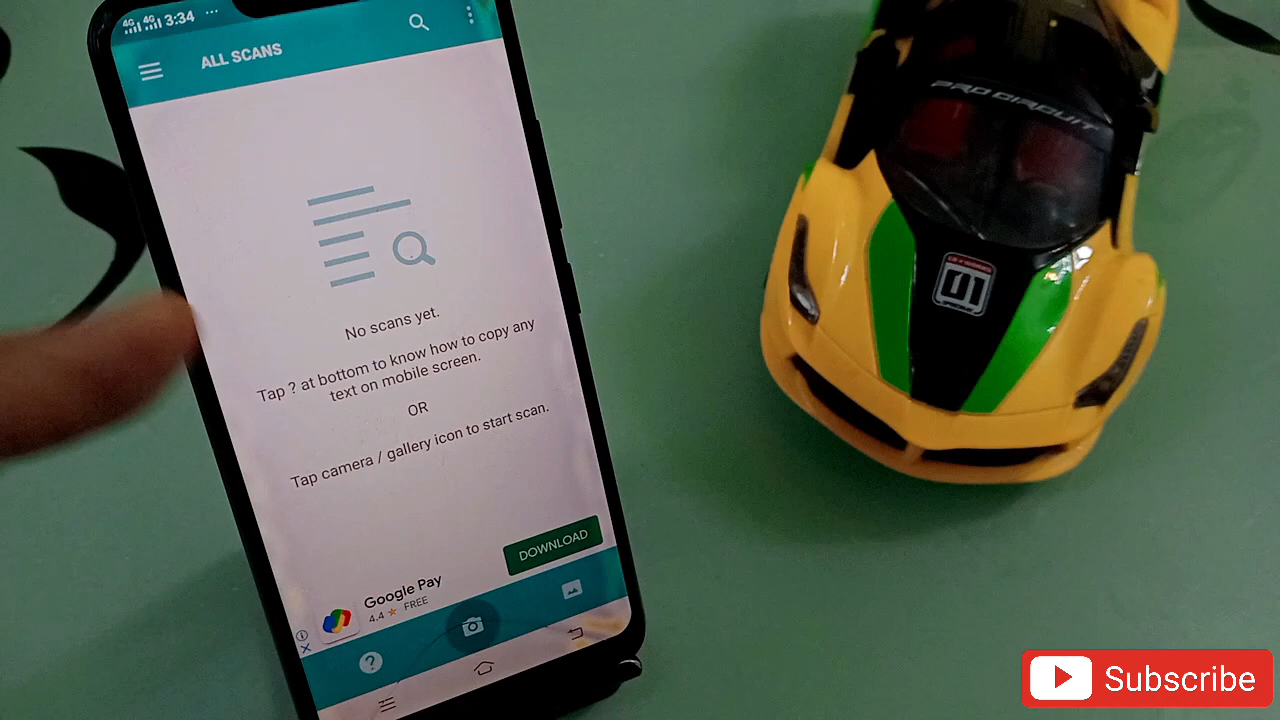 4G 4G 3:34 ...
ALL SCANS
No scans yet.
Tap ? at bottom to know how to copy any
text on mobile screen.
OR
Tap camera / gallery icon to start scan.
DOWNLOAD
Google Pay
4.4 ★ FREE
PRO CIRCUIT
Subscribe